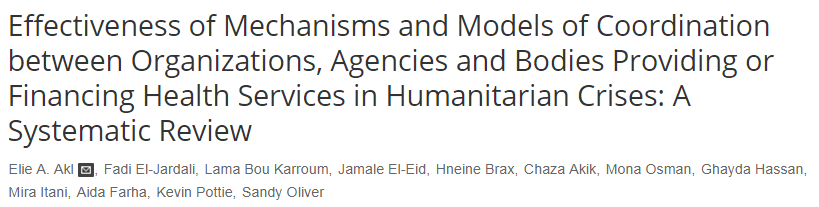 Effectiveness of Mechanisms and Models of Coordination
between Organizations, Agencies and Bodies Providing or
Financing Health Services in Humanitarian Crises: A
Systematic Review
Elie A. Akl, Fadi El-Jardali, Lama Bou Karroum, Jamale El-Eid, Hneine Brax, Chaza Akik, Mona Osman, Ghayda Hassan,
Mira Itani, Aida Farha, Kevin Pottie, Sandy Oliver